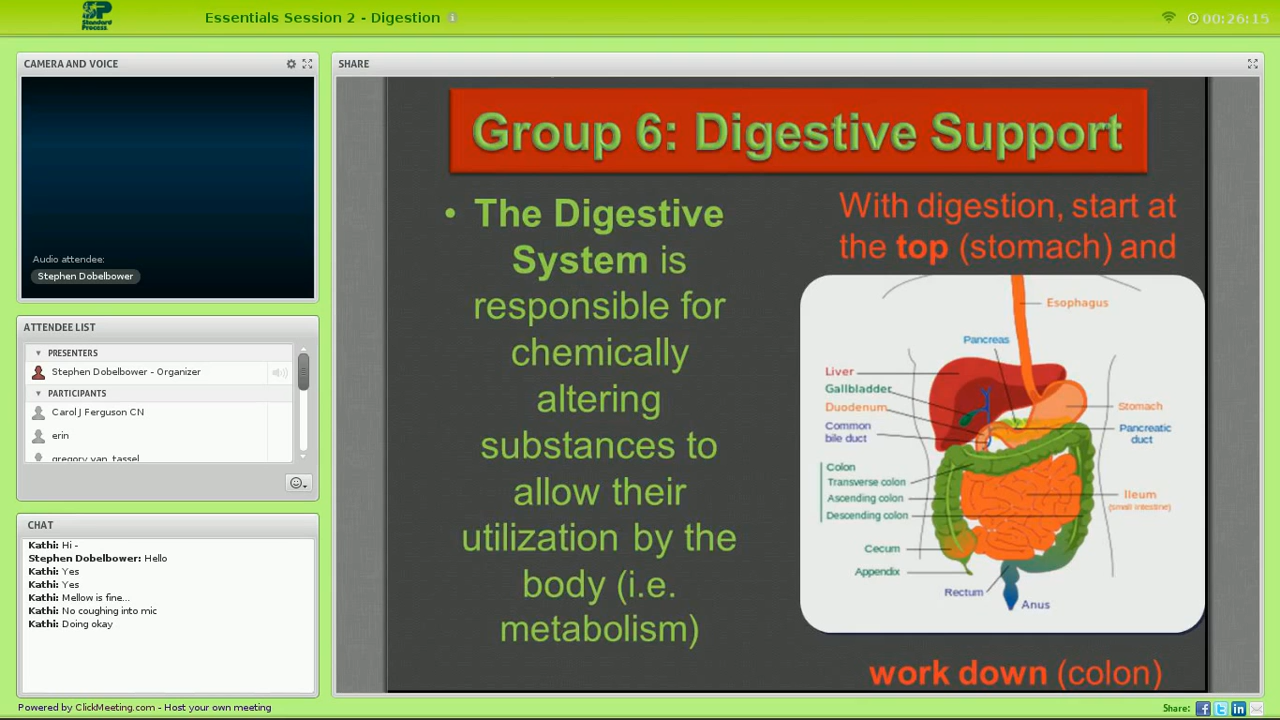 SP
Standard
Process
Essentials Session 2 - Digestion
00:26:15
CAMERA AND VOICE
Audio attendee:
Stephen Dobelbower
ATTENDEE LIST
PRESENTERS
Stephen Dobelbower - Organizer
PARTICIPANTS
Carol J Ferguson CN
erin
gregory van_tassel
CHAT
Kathi: Hi -
Stephen Dobelbower: Hello
Kathi: Yes
Kathi: Yes
Kathi: Mellow is fine...
Kathi: No coughing into mic
Kathi: Doing okay
SHARE
Group 6: Digestive Support
• The Digestive
System is
responsible for
chemically
altering
substances to
allow their
utilization by the
body (i.e.
metabolism)
With digestion, start at
the top (stomach) and
Esophagus
Pancreas
Liver
Gallbladder
Duodenum
Common
bile duct
Stomach
Pancreatic
duct
Colon
Transverse colon
Ascending colon
Descending colon
Ileum
(small intestine)
Cecum
Appendix
Rectum
Anus
work down (colon)
Powered by ClickMeeting.com - Host your own meeting
Share: